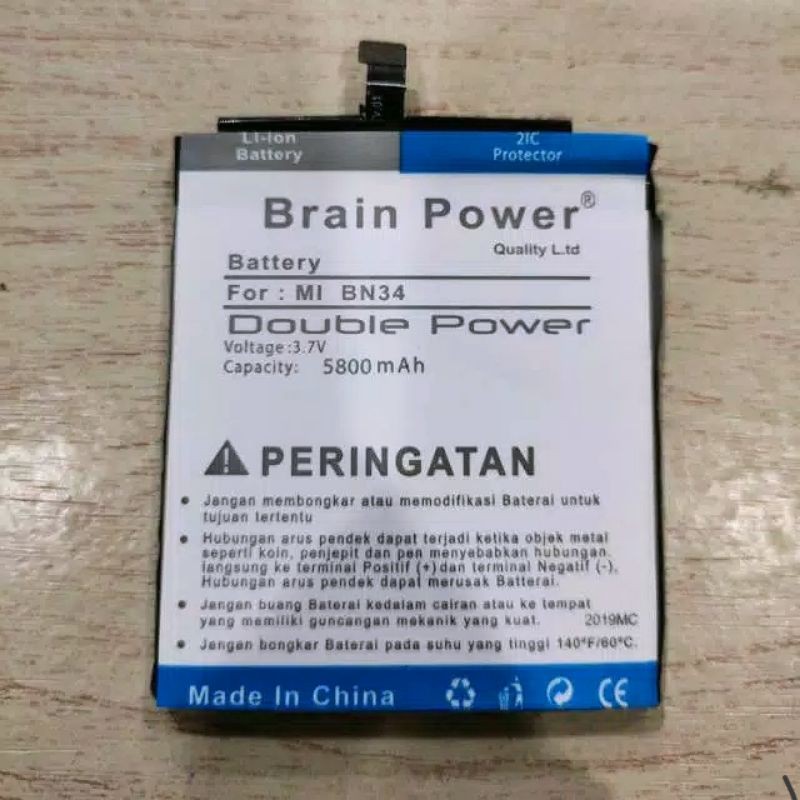 Li-Ion
Battery
2IC
Protector
Brain Power®
Quality L.td
Battery
For : MI BN34
Double Power
Voltage :3.7V
Capacity: 5800 mAh
PERINGATAN
• Jangan membongkar atau memodifikasi Baterai untuk
tujuan tertentu
• Hubungan arus pendek dapat terjadi ketika objek metal
seperti koin, penjepit dan pen menyebabkan hubungan.
langsung ke terminal Positif (+)dan terminal Negatif (-).
Hubungan arus pendek dapat merusak Batterai.
• Jangan buang Baterai kedalam cairan atau ke tempat
yang memiliki guncangan mekanik yang kuat.
2019MC
• Jangan bongkar Baterai pada suhu yang tinggi 140°F/60°C.
Made In China
CE